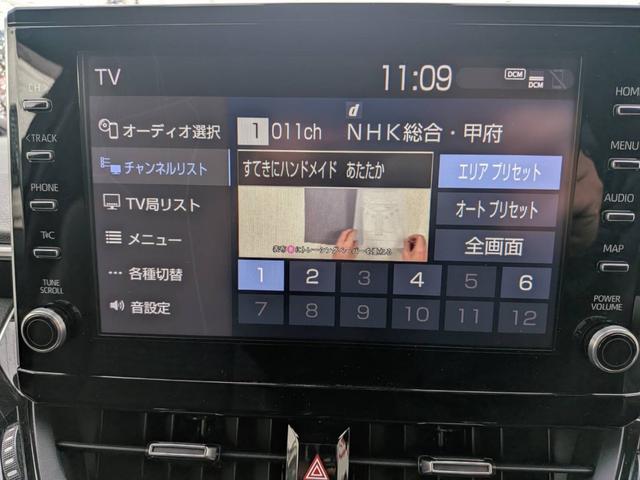 TV
11:09
DCM
DCM
d
オーディオ選択
1 011ch NHK総合・甲府
チャンネルリスト
すてきにハンドメイド あたたか
エリア プリセット
TV局リスト
オート プリセット
メニュー
全画面
各種切替
1 2 3 4 5 6
音設定
7 8 9 10 11 12
CH
<TRACK
PHONE
TUNE
SCROLL
HOME
MENU
AUDIO
MAP
POWER
VOLUME